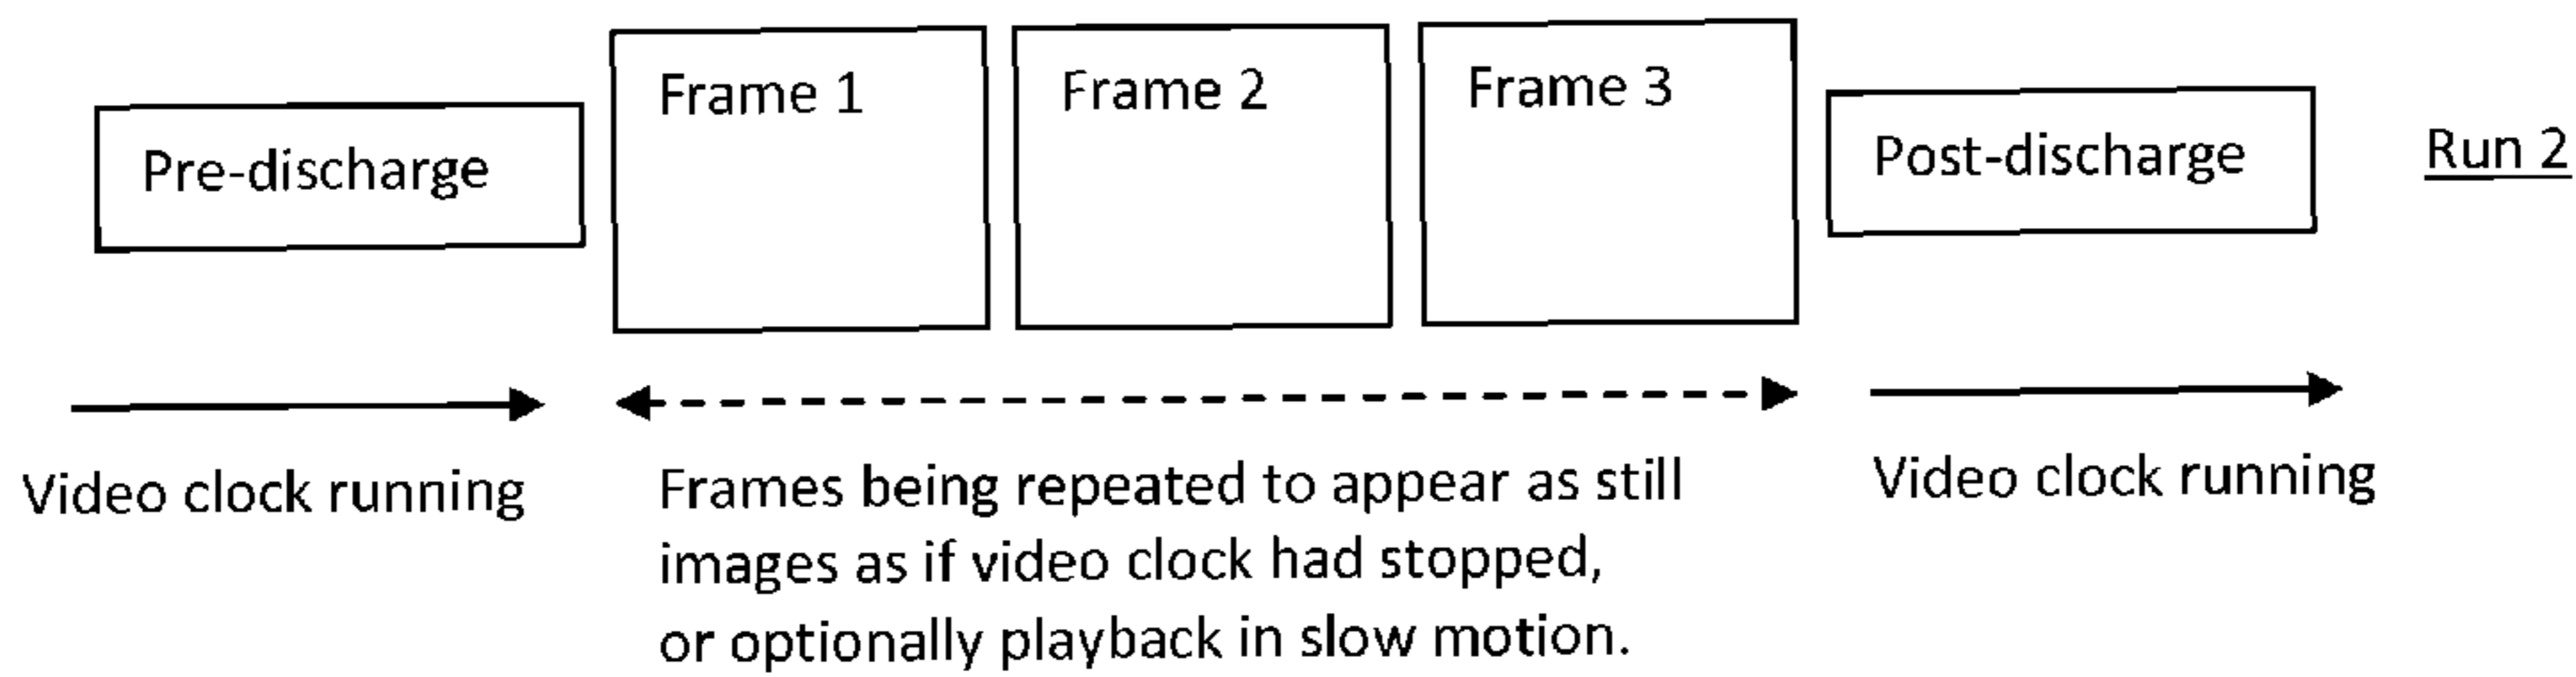 Pre-discharge
Frame 1
Frame 2
Frame 3
Post-discharge
Run 2
Video clock running
Frames being repeated to appear as still
images as if video clock had stopped,
or optionally playback in slow motion.
Video clock running